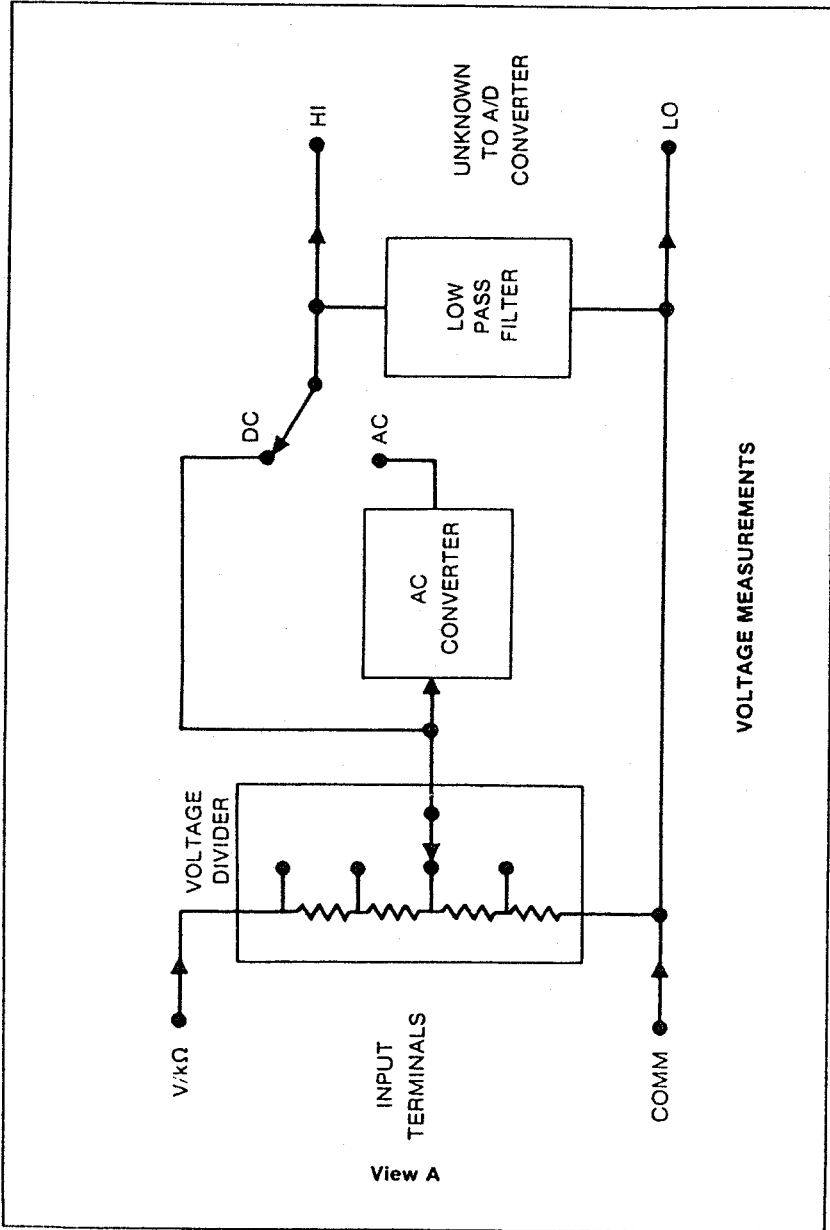 V/kΩ
VOLTAGE
DIVIDER
DC
HI
INPUT
TERMINALS
AC
CONVERTER
AC
LOW
PASS
FILTER
UNKNOWN
TO A/D
CONVERTER
COMM
LO
View A
VOLTAGE MEASUREMENTS